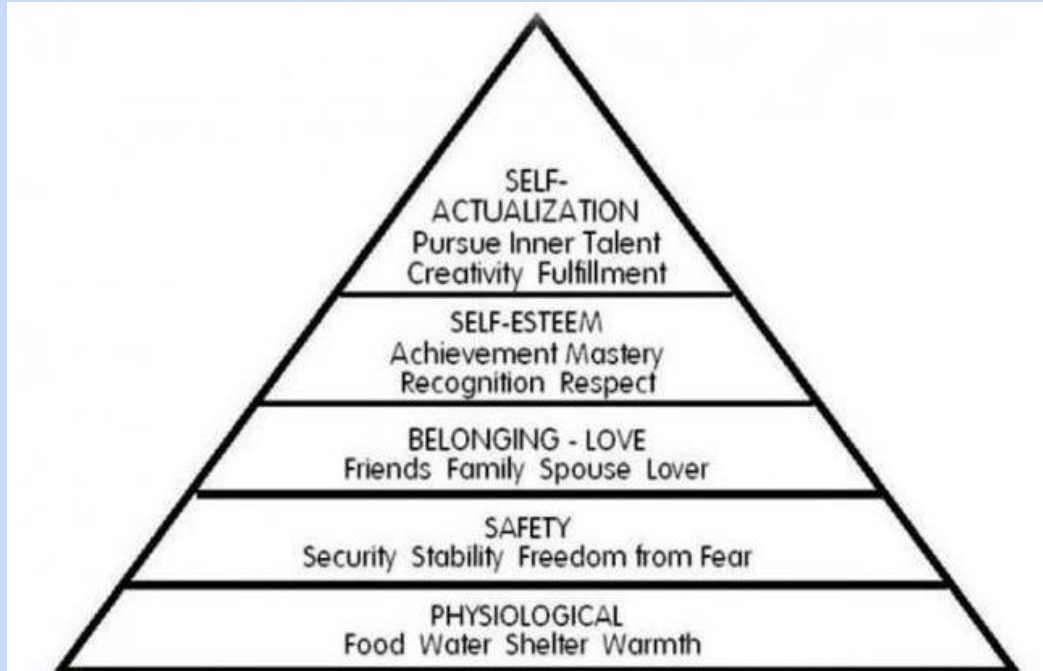 SELF-
ACTUALIZATION
Pursue Inner Talent
Creativity Fulfillment
SELF-ESTEEM
Achievement Mastery
Recognition Respect
BELONGING - LOVE
Friends Family Spouse Lover
SAFETY
Security Stability Freedom from Fear
PHYSIOLOGICAL
Food Water Shelter Warmth